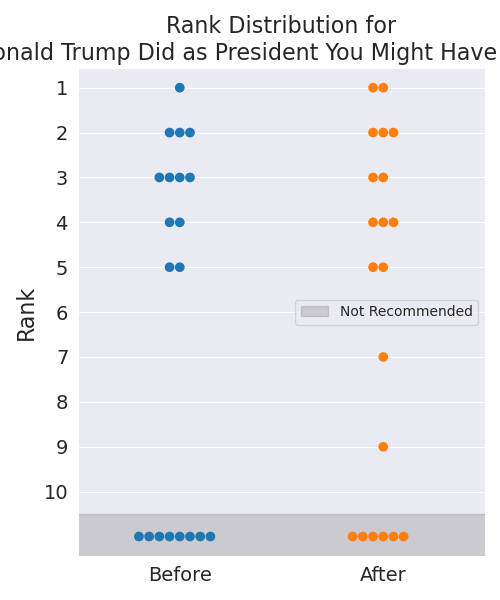 Rank Distribution for
onald Trump Did as President You Might Have
1
2
3
4
5
6
7
8
9
10
Rank
Not Recommended
Before
After